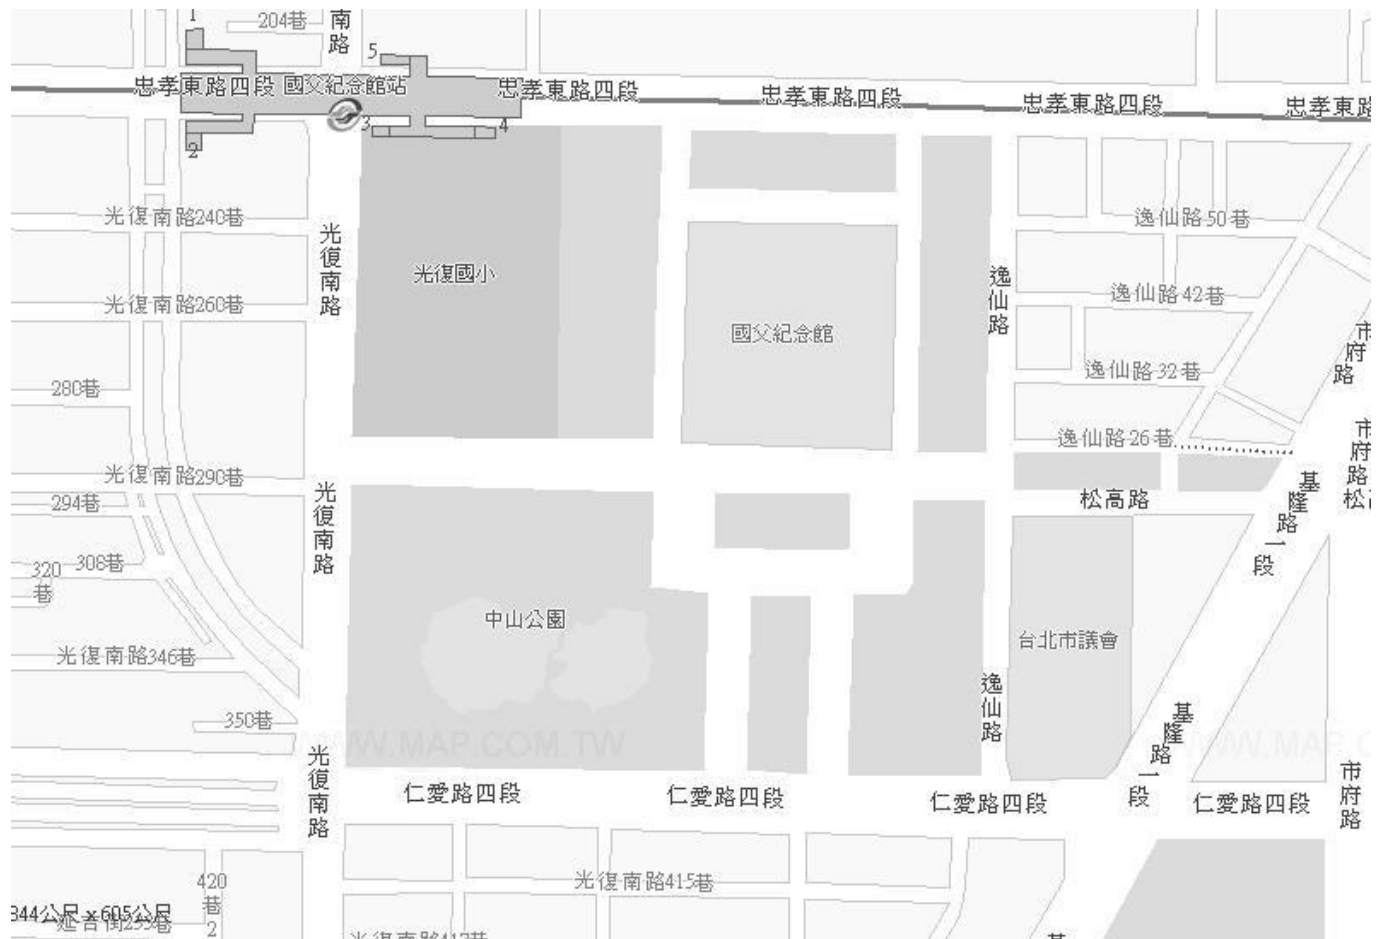 1
204巷
南路
5
忠孝東路四段
國父紀念館站
忠孝東路四段
忠孝東路四段
忠孝東路四段
忠孝東路
3
4
2
光復南路240巷
光復南路
逸仙路50巷
光復國小
逸仙路
光復南路260巷
逸仙路42巷
國父紀念館
市府路
逸仙路32巷
280巷
逸仙路26巷
市府路
光復南路290巷
光復南路
294巷
松高路
基隆路一段
松
308巷
320巷
中山公園
台北市議會
光復南路346巷
逸仙路
350巷
基隆路一段
WWW.MAP.COM.TW
WWW.MAP.C
光復南路
市府路
仁愛路四段
仁愛路四段
仁愛路四段
仁愛路四段
光復南路415巷
420巷2
344公尺 x 605公尺